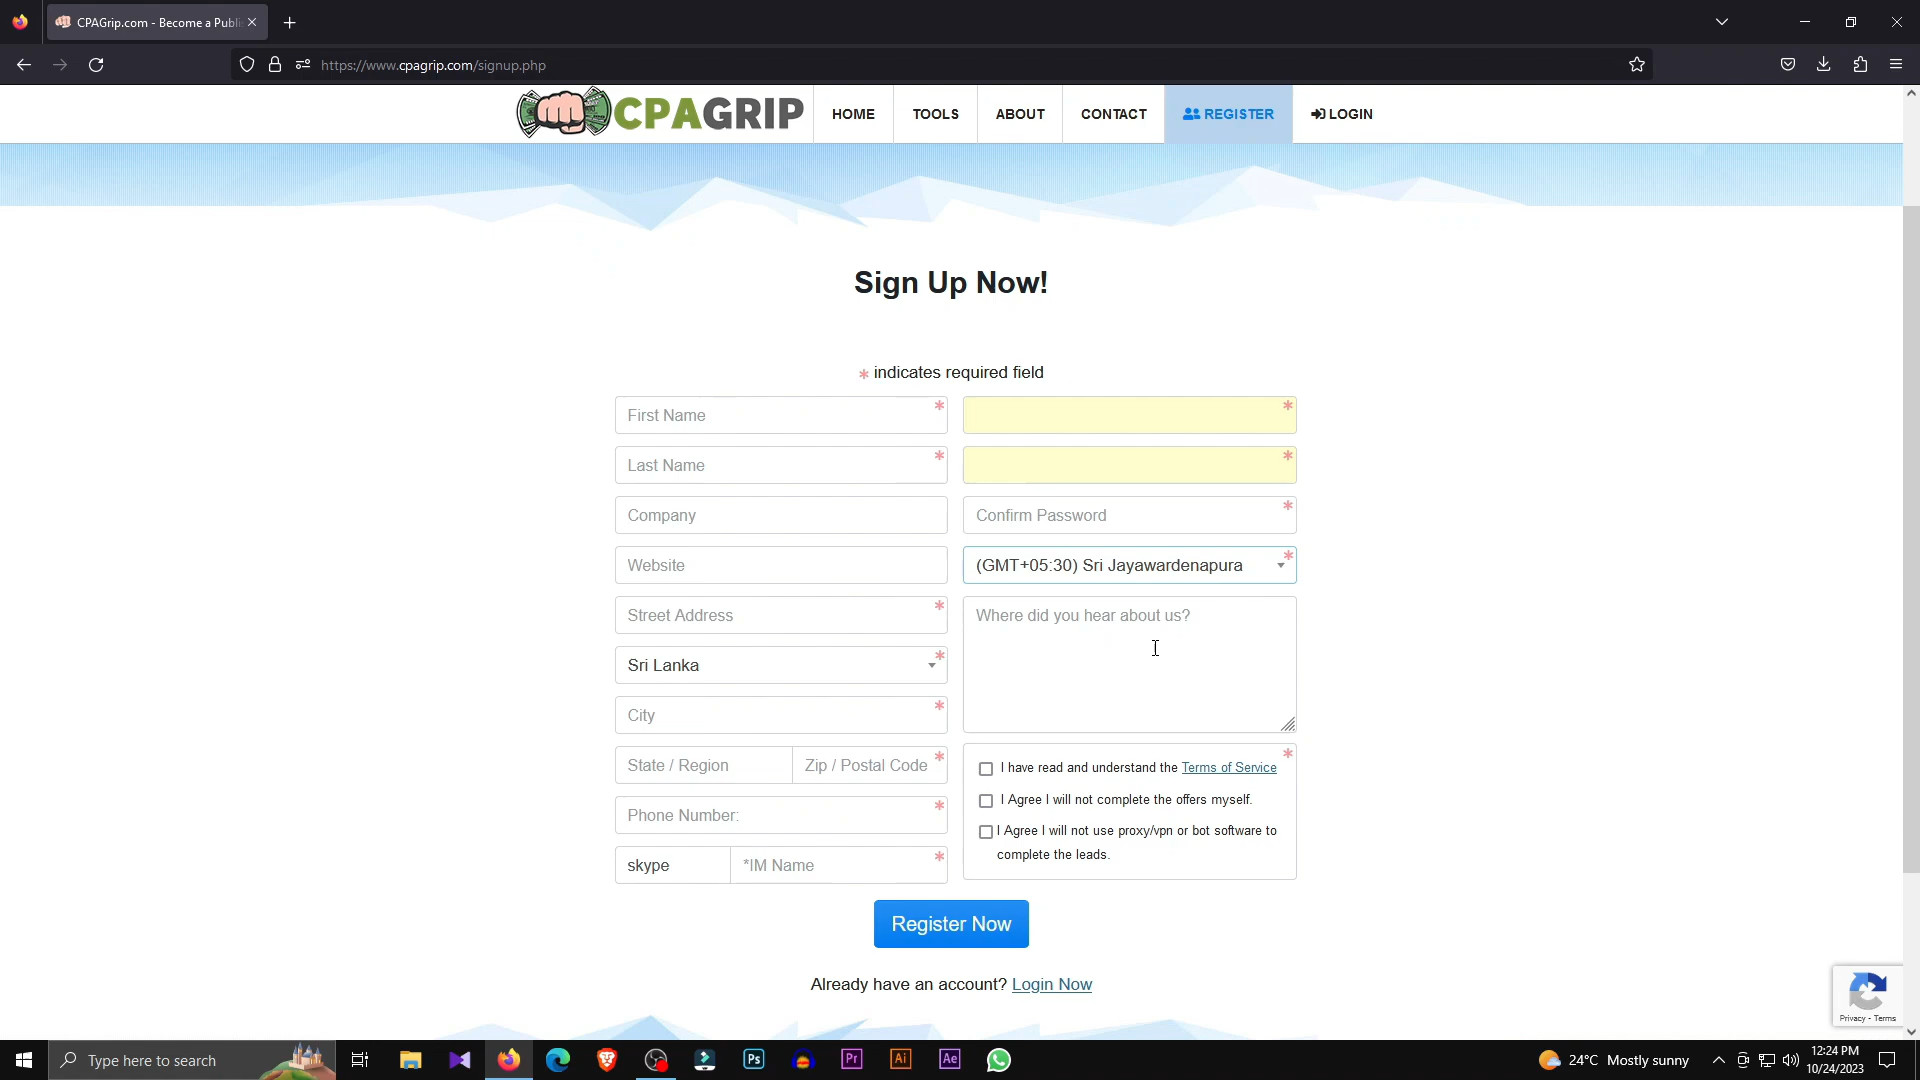 CPAGrip.com - Become a Publi
https://www.cpagrip.com/signup.php
CPAGRIP
HOME
TOOLS
ABOUT
CONTACT
REGISTER
LOGIN
Sign Up Now!
* indicates required field
First Name *
*
Last Name *
*
Company
Confirm Password *
Website
(GMT+05:30) Sri Jayawardenapura *
Street Address *
Where did you hear about us?
Sri Lanka *
City *
State / Region
Zip / Postal Code *
I have read and understand the Terms of Service *
I Agree I will not complete the offers myself.
Phone Number: *
I Agree I will not use proxy/vpn or bot software to
complete the leads.
skype
*IM Name *
Register Now
Already have an account? Login Now
Privacy - Terms
Type here to search
Ps
Pr
Ai
Ae
24°C Mostly sunny
12:24 PM
10/24/2023